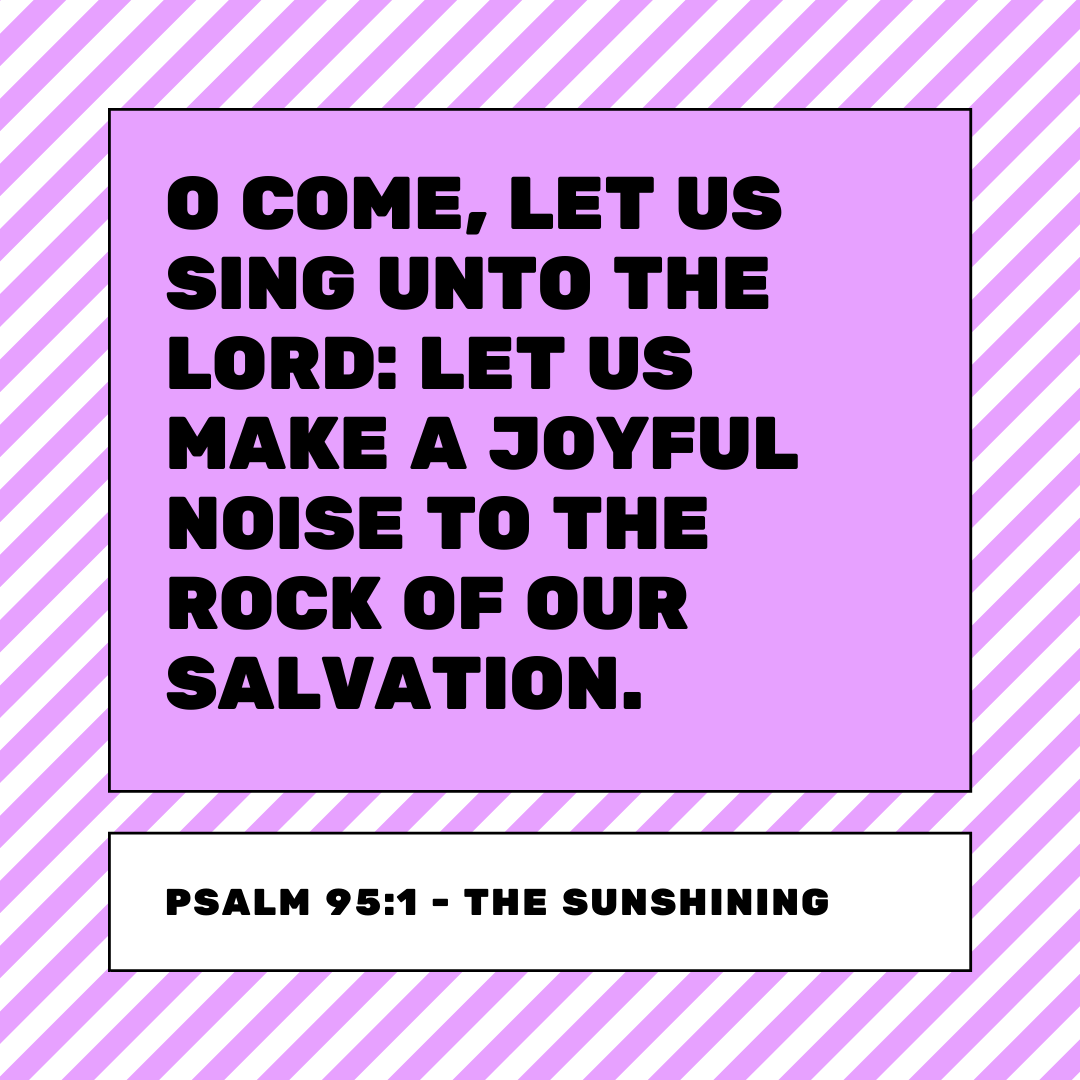 O COME, LET US
SING UNTO THE
LORD: LET US
MAKE A JOYFUL
NOISE TO THE
ROCK OF OUR
SALVATION.
PSALM 95:1 - THE SUNSHINING